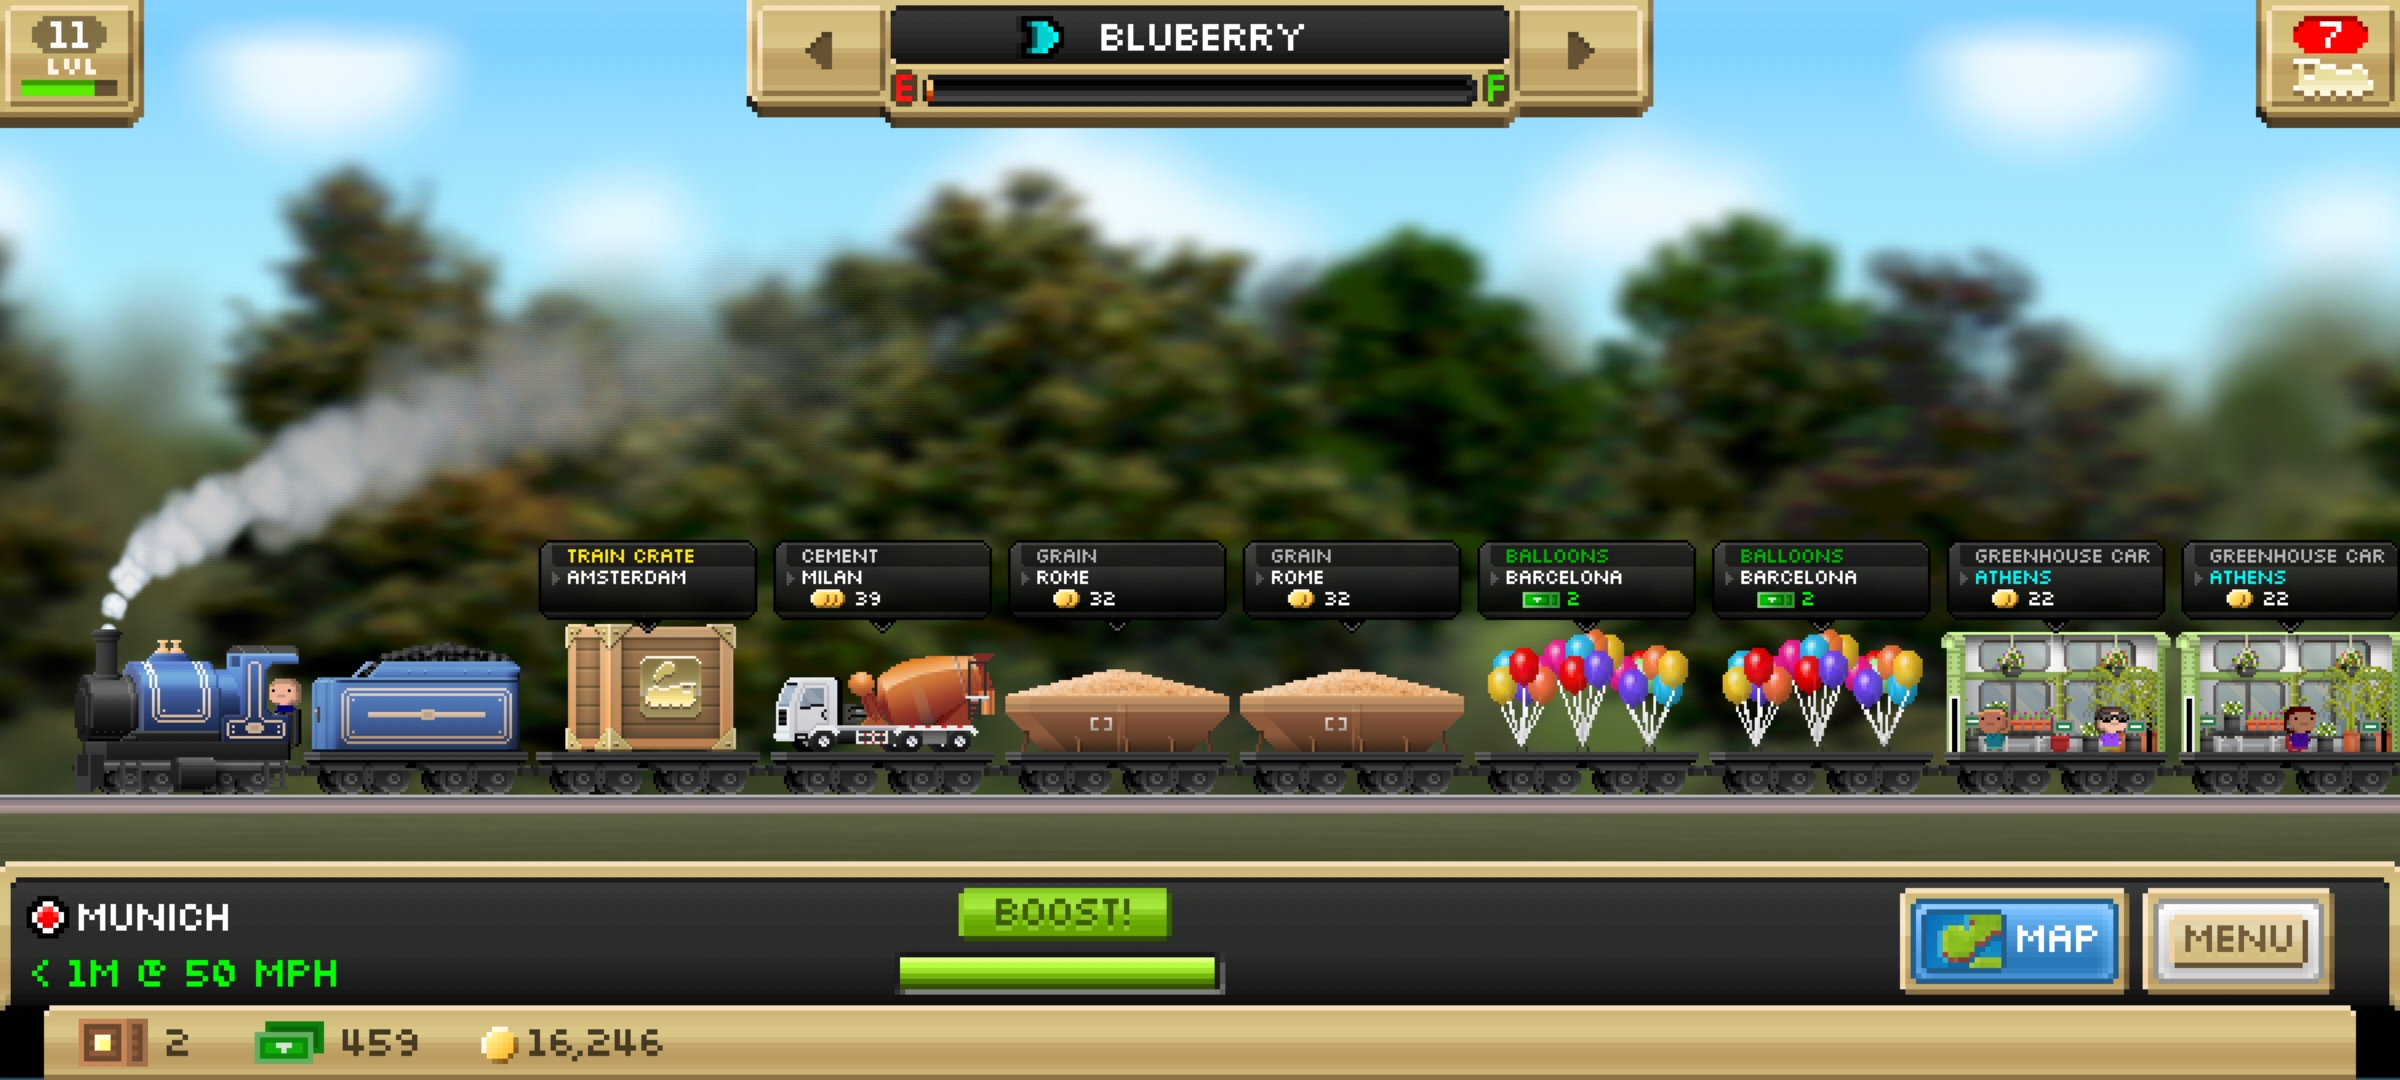 11
LVL
BLUBERRY
E F
7
TRAIN CRATE
AMSTERDAM
CEMENT
MILAN
39
GRAIN
ROME
32
GRAIN
ROME
32
BALLOONS
BARCELONA
2
BALLOONS
BARCELONA
2
GREENHOUSE CAR
ATHENS
22
GREENHOUSE CAR
ATHENS
22
MUNICH
< 1M @ 50 MPH
BOOST!
MAP
MENU
2
459
16,246